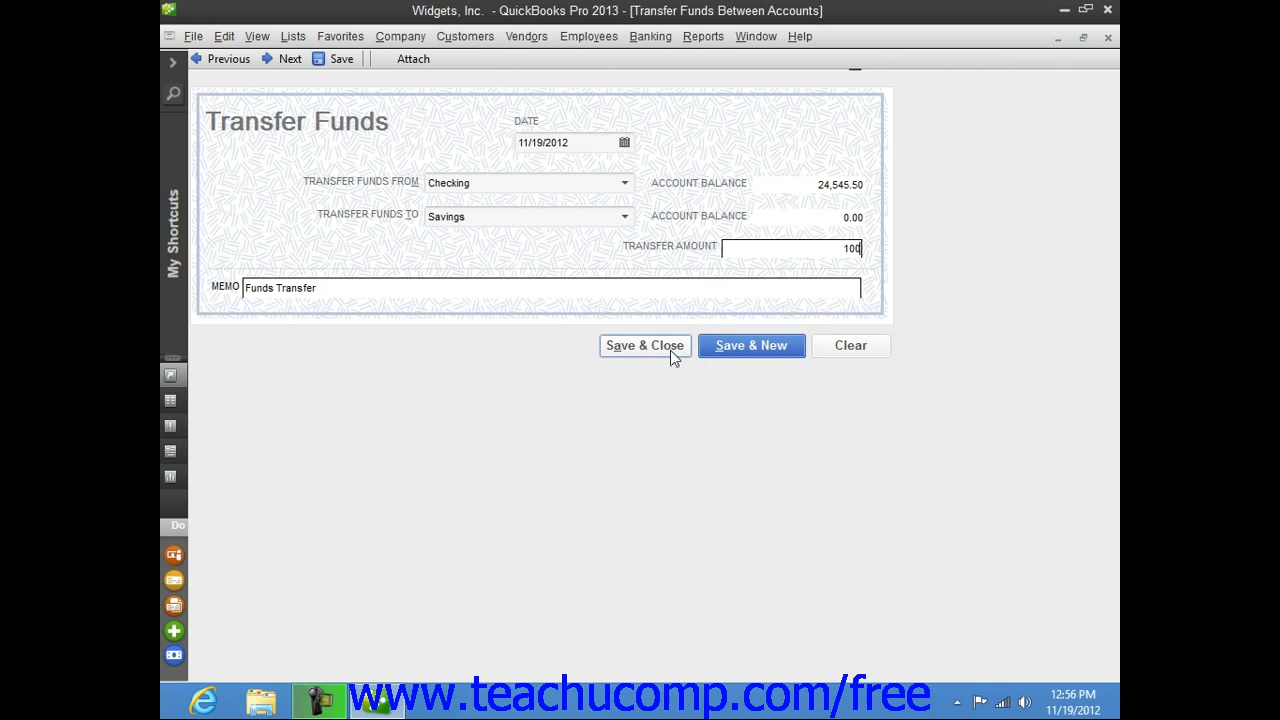 Widgets, Inc. - QuickBooks Pro 2013 - [Transfer Funds Between Accounts]
File Edit View Lists Favorites Company Customers Vendors Employees Banking Reports Window Help
Previous Next Save Attach
Transfer Funds
DATE
11/19/2012
TRANSFER FUNDS FROM Checking ACCOUNT BALANCE 24,545.50
TRANSFER FUNDS TO Savings ACCOUNT BALANCE 0.00
TRANSFER AMOUNT 100
MEMO Funds Transfer
Save & Close Save & New Clear
My Shortcuts
Do
www.teachucomp.com/free
12:56 PM
11/19/2012